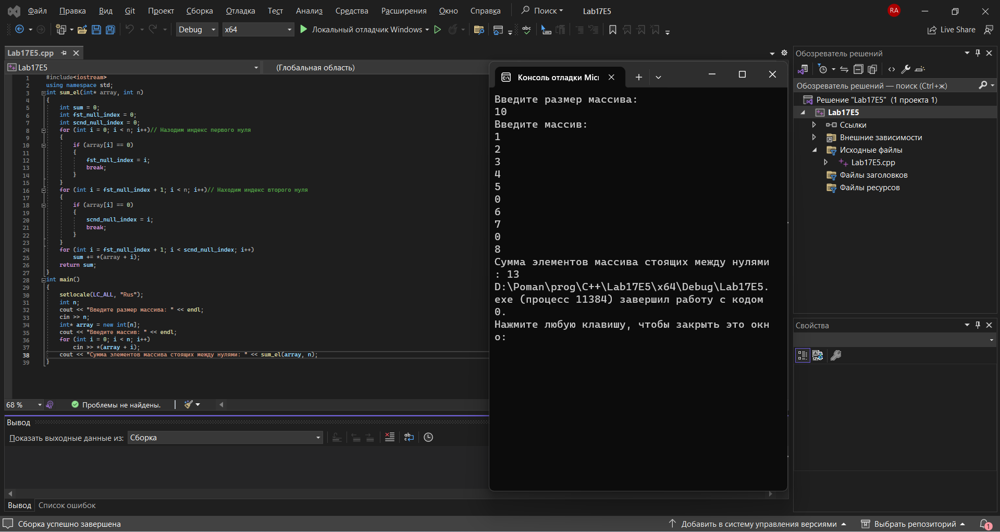 Файл Правка Вид Git Проект Сборка Отладка Тест Анализ Средства Расширения Окно Справка Поиск Lab17E5 RA
Debug x64 Локальный отладчик Windows Live Share
Lab17E5.cpp
Lab17E5 (Глобальная область)
1 #include<iostream>
2 using namespace std;
3 int sum_el(int* array, int n)
4 {
5 int sum = 0;
6 int fst_null_index = 0;
7 int scnd_null_index = 0;
8 for (int i = 0; i < n; i++)// Назодим индекс первого нуля
9 {
10 if (array[i] == 0)
11 {
12 fst_null_index = i;
13 break;
14 }
15 }
16 for (int i = fst_null_index + 1; i < n; i++)// Находим индекс второго нуля
17 {
18 if (array[i] == 0)
19 {
20 scnd_null_index = i;
21 break;
22 }
23 }
24 for (int i = fst_null_index + 1; i < scnd_null_index; i++)
25 sum += *(array + i);
26 return sum;
27 }
28 int main()
29 {
30 setlocale(LC_ALL, "Rus");
31 int n;
32 cout << "Введите размер массива: " << endl;
33 cin >> n;
34 int* array = new int[n];
35 cout << "Введите массив: " << endl;
36 for (int i = 0; i < n; i++)
37 cin >> *(array + i);
38 cout << "Сумма элементов массива стоящих между нулями: " << sum_el(array, n);
39 }
68 % Проблемы не найдены.
Вывод
Показать выходные данные из: Сборка
Вывод Список ошибок
Консоль отладки Micr
Введите размер массива:
10
Введите массив:
1
2
3
4
5
0
6
7
0
8
Сумма элементов массива стоящих между нулями
: 13
D:\Poman\prog\C++\Lab17E5\x64\Debug\Lab17E5.
exe (процесс 11384) завершил работу с кодом
0.
Нажмите любую клавишу, чтобы закрыть это окн
о:
Обозреватель решений
Обозреватель решений — поиск (Ctrl+ж)
Решение "Lab17E5" (1 проекта 1)
Lab17E5
Ссылки
Внешние зависимости
Исходные файлы
Lab17E5.cpp
Файлы заголовков
Файлы ресурсов
Свойства
Сборка успешно завершена Добавить в систему управления версиями Выбрать репозиторий 1